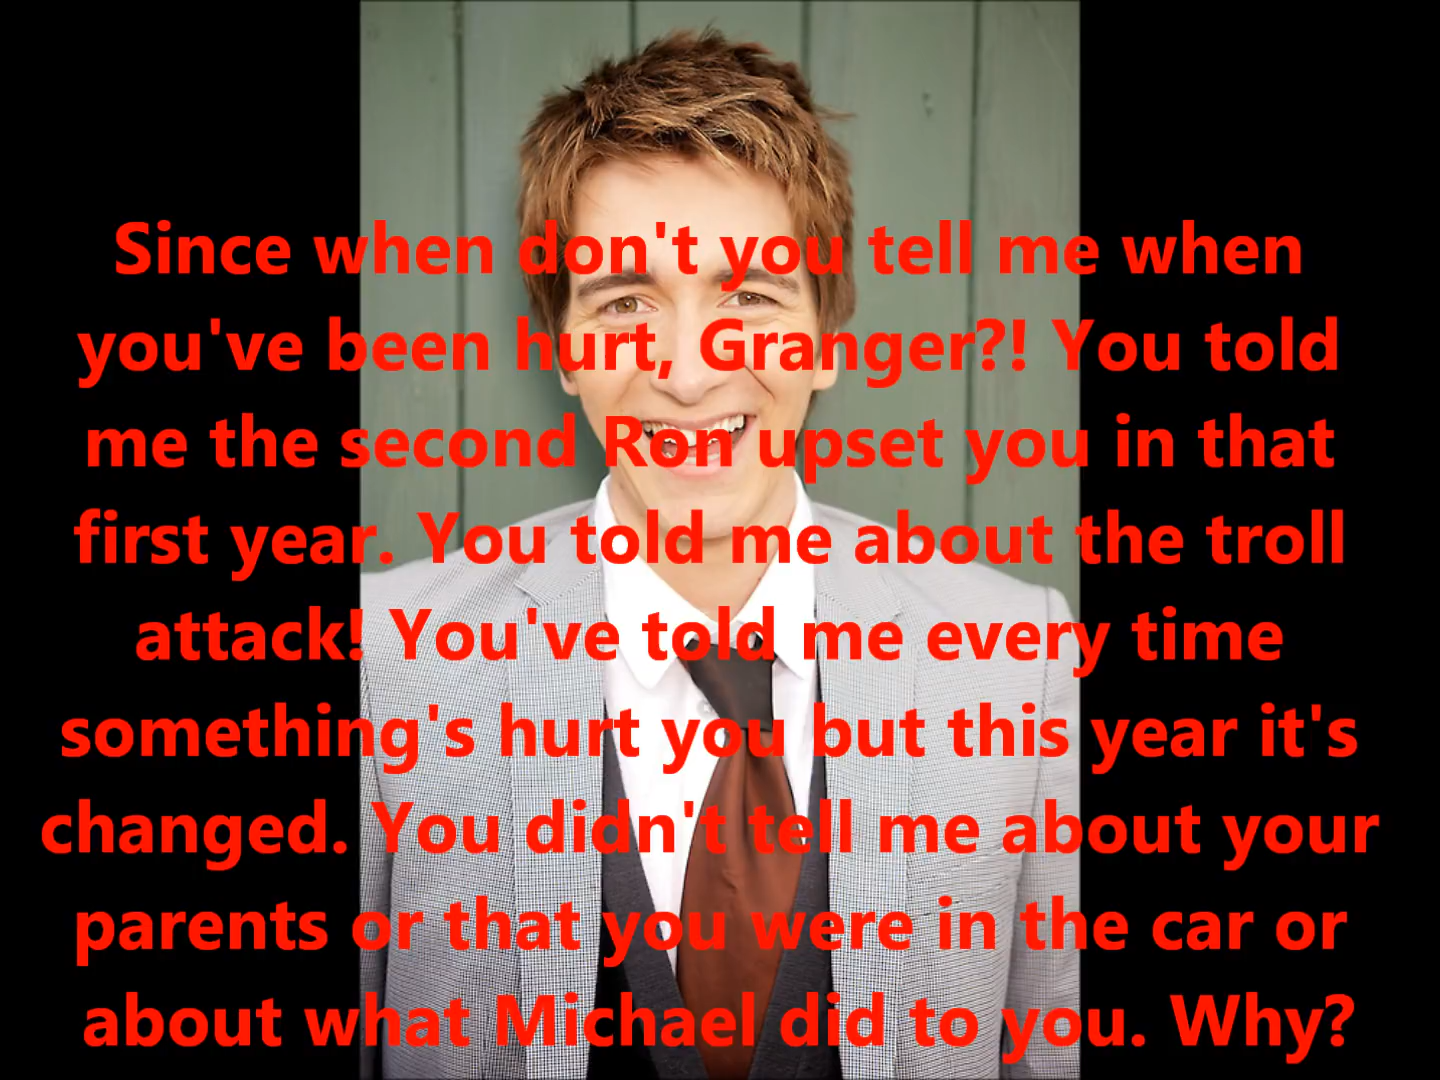 Since when don't you tell me when
you've been hurt, Granger?! You told
me the second Ron upset you in that
first year. You told me about the troll
attack! You've told me every time
something's hurt you but this year it's
changed. You didn't tell me about your
parents or that you were in the car or
about what Michael did to you. Why?